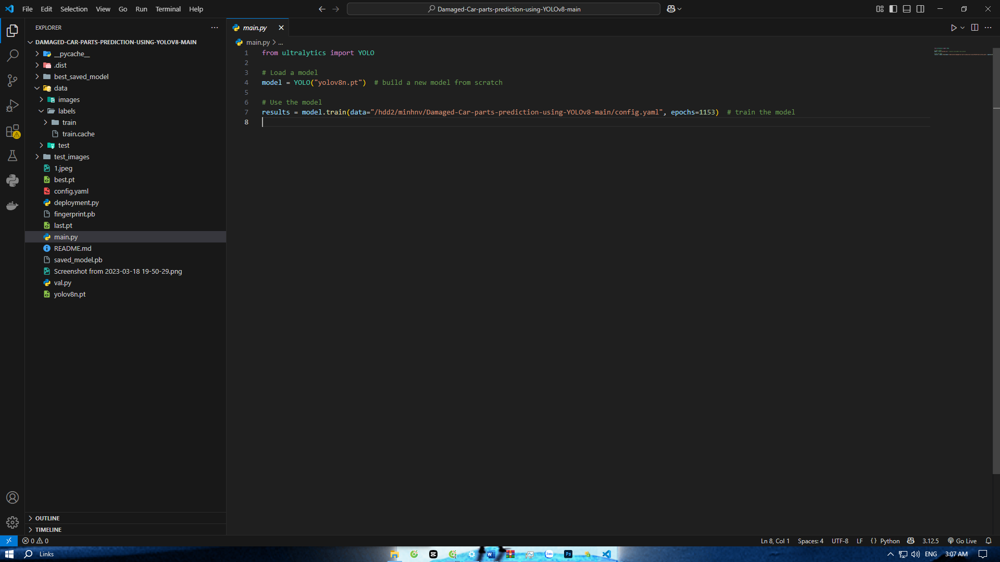 File Edit Selection View Go Run Terminal Help
Damaged-Car-parts-prediction-using-YOLOv8-main
EXPLORER
DAMAGED-CAR-PARTS-PREDICTION-USING-YOLOV8-MAIN
__pycache__
.dist
best_saved_model
data
images
labels
train
train.cache
test
test_images
1.jpeg
best.pt
config.yaml
deployment.py
fingerprint.pb
last.pt
main.py
README.md
saved_model.pb
Screenshot from 2023-03-18 19-50-29.png
val.py
yolov8n.pt
OUTLINE
TIMELINE
main.py
main.py > ...
1 from ultralytics import YOLO
2
3 # Load a model
4 model = YOLO("yolov8n.pt")  # build a new model from scratch
5
6 # Use the model
7 results = model.train(data="/hdd2/minhnv/Damaged-Car-parts-prediction-using-YOLOv8-main/config.yaml", epochs=1153)  # train the model
8
0 0
Ln 8, Col 1 Spaces: 4 UTF-8 LF {} Python 3.12.5 Go Live
Links
W Zalo Ps
ENG 3:07 AM